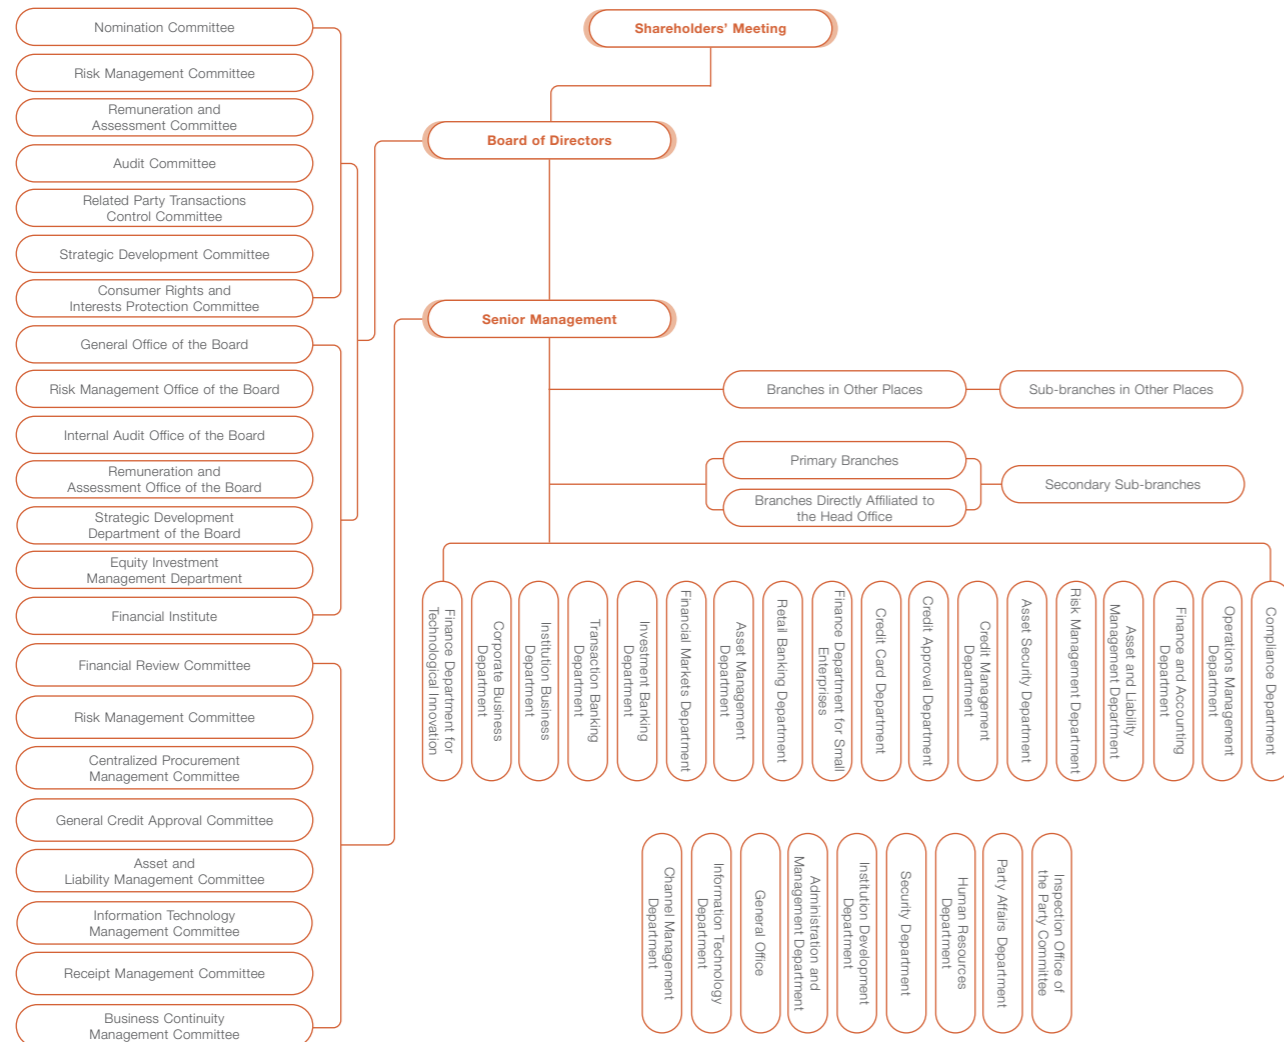 Shareholders' Meeting
Board of Directors
Senior Management
Nomination Committee
Risk Management Committee
Remuneration and
Assessment Committee
Audit Committee
Related Party Transactions
Control Committee
Strategic Development Committee
Consumer Rights and
Interests Protection Committee
General Office of the Board
Risk Management Office of the Board
Internal Audit Office of the Board
Remuneration and
Assessment Office of the Board
Strategic Development
Department of the Board
Equity Investment
Management Department
Financial Institute
Financial Review Committee
Risk Management Committee
Centralized Procurement
Management Committee
General Credit Approval Committee
Asset and
Liability Management Committee
Information Technology
Management Committee
Receipt Management Committee
Business Continuity
Management Committee
Branches in Other Places
Sub-branches in Other Places
Primary Branches
Branches Directly Affiliated to
the Head Office
Secondary Sub-branches
Finance Department for
Technological Innovation
Corporate Business
Department
Institution Business
Department
Transaction Banking
Department
Investment Banking
Department
Financial Markets Department
Asset Management
Department
Retail Banking Department
Finance Department for Small
Enterprises
Credit Card Department
Credit Approval Department
Credit Management
Department
Asset Security Department
Risk Management Department
Asset and Liability
Management Department
Finance and Accounting
Department
Operations Management
Department
Compliance Department
Channel Management
Department
Information Technology
Department
General Office
Administration and
Management Department
Institution Development
Department
Security Department
Human Resources
Department
Party Affairs Department
Inspection Office of
the Party Committee